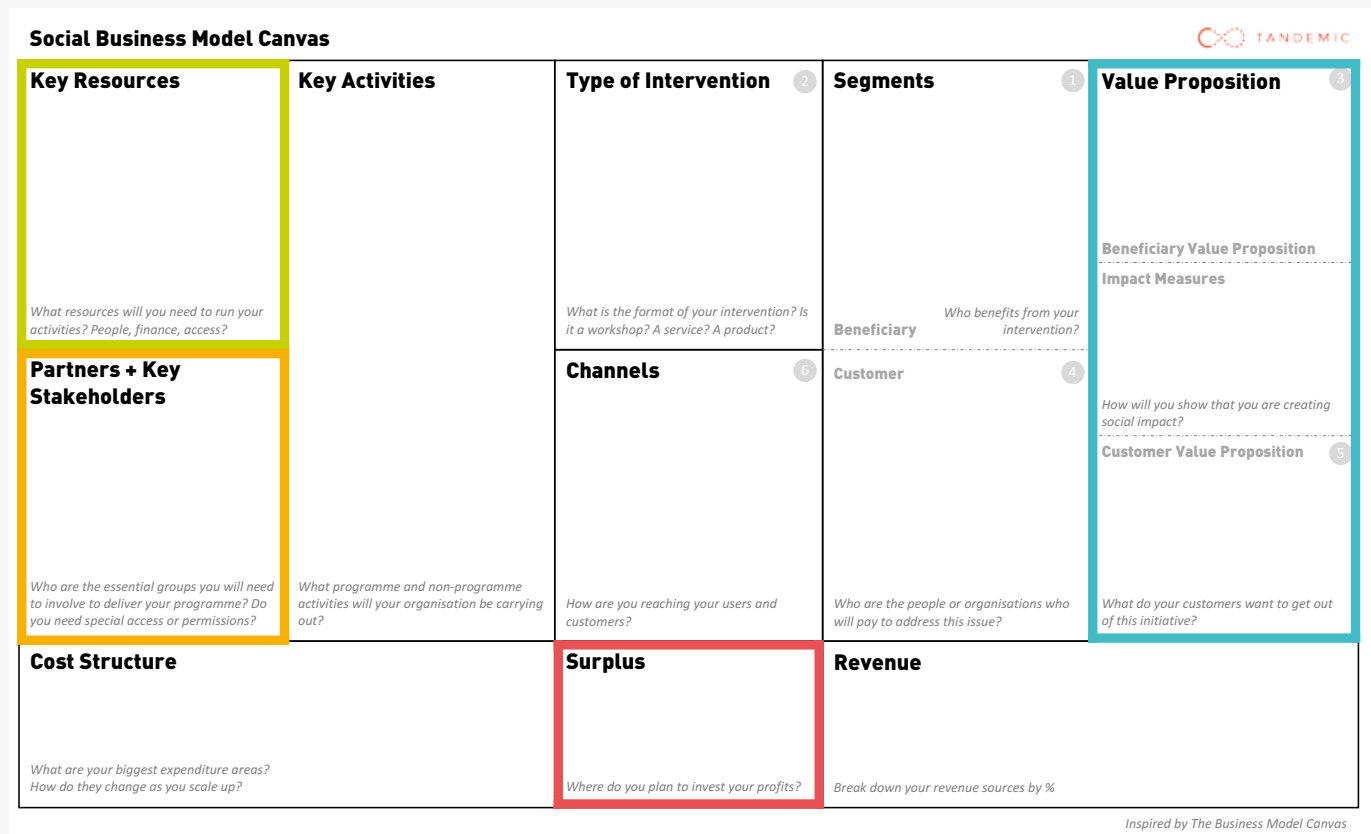 Social Business Model Canvas
TANDEMIC
Key Resources
What resources will you need to run your
activities? People, finance, access?
Key Activities
What programme and non-programme
activities will your organisation be carrying
out?
Type of Intervention
2
What is the format of your intervention? Is
it a workshop? A service? A product?
Segments
1
Who benefits from your
intervention?
Beneficiary
Value Proposition
3
Beneficiary Value Proposition
Impact Measures
How will you show that you are creating
social impact?
Partners + Key
Stakeholders
Who are the essential groups you will need
to involve to deliver your programme? Do
you need special access or permissions?
Channels
6
How are you reaching your users and
customers?
Customer
4
Who are the people or organisations who
will pay to address this issue?
Customer Value Proposition
5
What do your customers want to get out
of this initiative?
Cost Structure
What are your biggest expenditure areas?
How do they change as you scale up?
Surplus
Where do you plan to invest your profits?
Revenue
Break down your revenue sources by %
Inspired by The Business Model Canvas